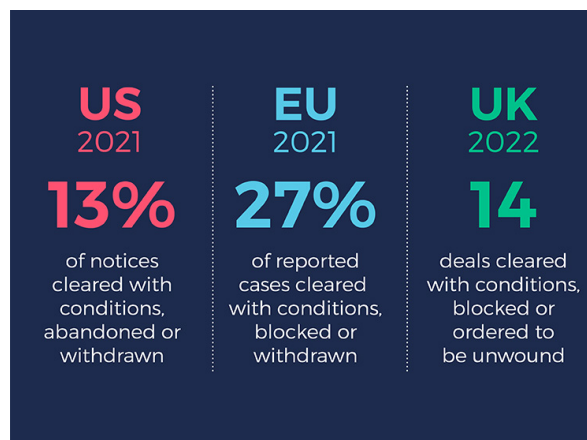 US
2021
13%
of notices
cleared with
conditions,
abandoned or
withdrawn
EU
2021
27%
of reported
cases cleared
with conditions,
blocked or
withdrawn
UK
2022
14
deals cleared
with conditions,
blocked or
ordered to
be unwound